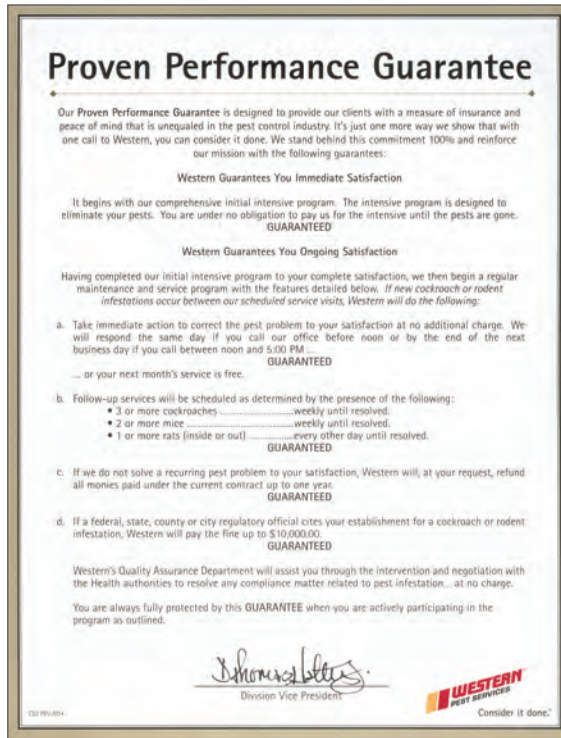 Proven Performance Guarantee
Our Proven Performance Guarantee is designed to provide our clients with a measure of insurance and
peace of mind that is unequaled in the pest control industry. It's just one more way we show that with
one call to Western, you can consider it done. We stand behind this commitment 100% and reinforce
our mission with the following guarantees:
Western Guarantees You Immediate Satisfaction
It begins with our comprehensive initial intensive program. The intensive program is designed to
eliminate your pests. You are under no obligation to pay us for the intensive until the pests are gone.
GUARANTEED
Western Guarantees You Ongoing Satisfaction
Having completed our initial intensive program to your complete satisfaction, we then begin a regular
maintenance and service program with the features detailed below. If new cockroach or rodent
infestations occur between our scheduled service visits, Western will do the following:
a. Take immediate action to correct the pest problem to your satisfaction at no additional charge. We
will respond the same day if you call our office before noon or by the end of the next
business day if you call between noon and 5:00 PM ...
GUARANTEED
... or your next month's service is free.
b. Follow-up services will be scheduled as determined by the presence of the following:
• 3 or more cockroaches ......................weekly until resolved.
• 2 or more mice ......................................weekly until resolved.
• 1 or more rats (inside or out) ............every other day until resolved.
GUARANTEED
c. If we do not solve a recurring pest problem to your satisfaction, Western will, at your request, refund
all monies paid under the current contract up to one year.
GUARANTEED
d. If a federal, state, county or city regulatory official cites your establishment for a cockroach or rodent
infestation, Western will pay the fine up to $10,000.00.
GUARANTEED
Western's Quality Assurance Department will assist you through the intervention and negotiation with
the Health authorities to resolve any compliance matter related to pest infestation... at no charge.
You are always fully protected by this GUARANTEE when you are actively participating in the
program as outlined.
Division Vice President
WESTERN
PEST SERVICES
Consider it done.